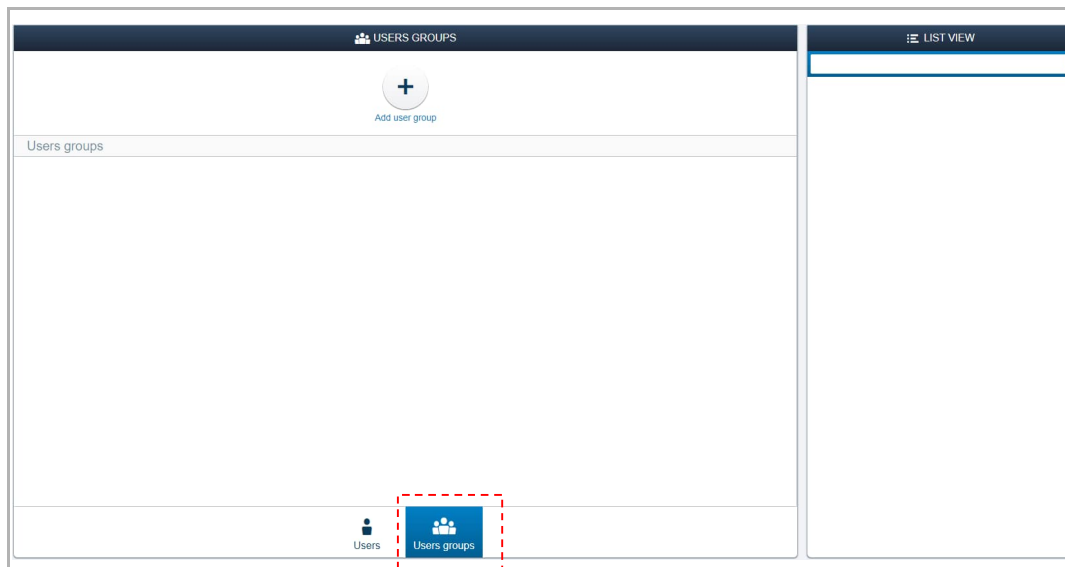 USERS GROUPS
Add user group
Users groups
Users
Users groups
LIST VIEW